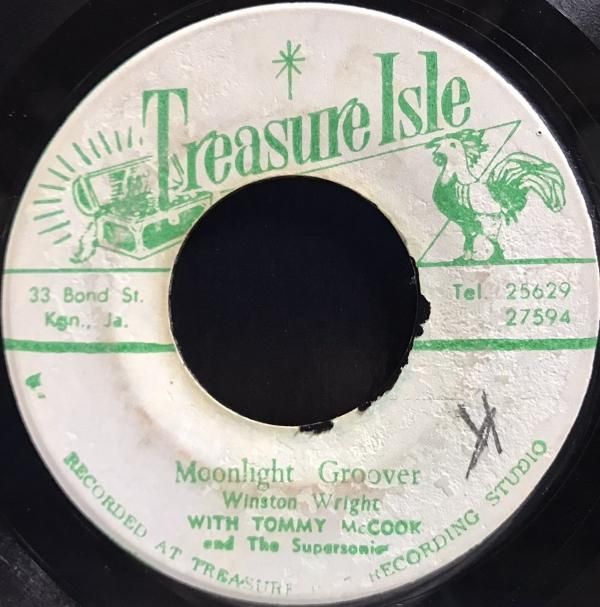 Treasure Isle
33 Bond St.
Kgn., Ja.
Tel. 25629
27594
Moonlight Groover
Winston Wright
WITH TOMMY McCOOK
and The Supersonic
RECORDED AT TREASURE RECORDING STUDIO